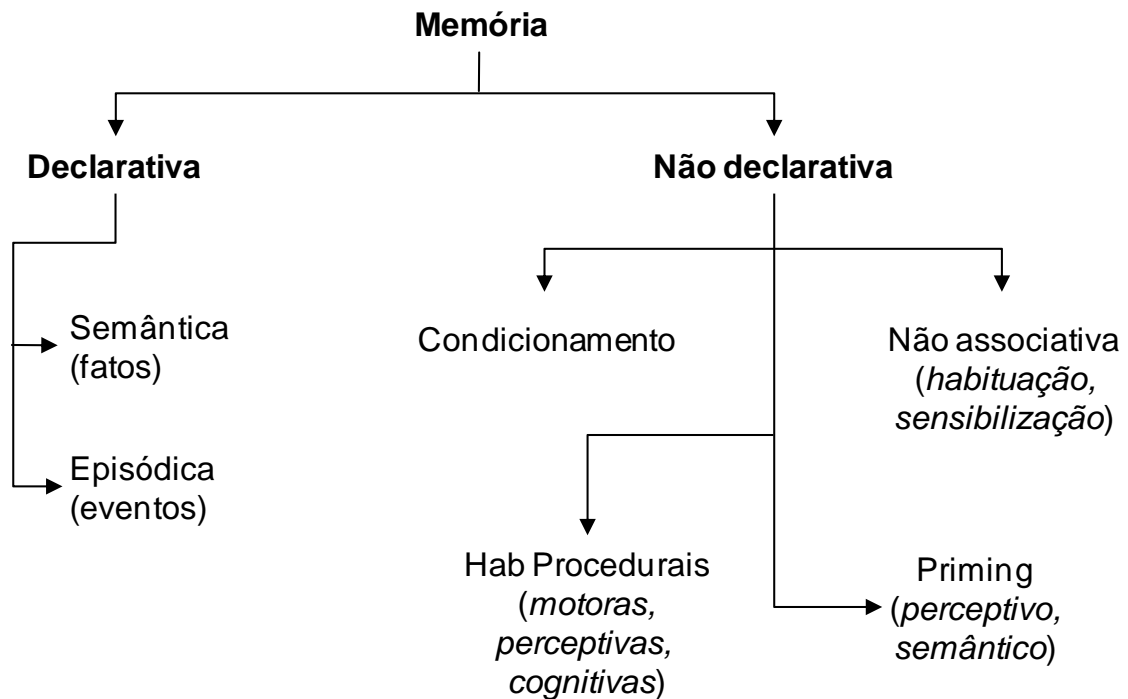 Memória
Declarativa
Não declarativa
Semântica
(fatos)
Episódica
(eventos)
Condicionamento
Não associativa
(habituação,
sensibilização)
Hab Procedurais
(motoras,
perceptivas,
cognitivas)
Priming
(perceptivo,
semântico)